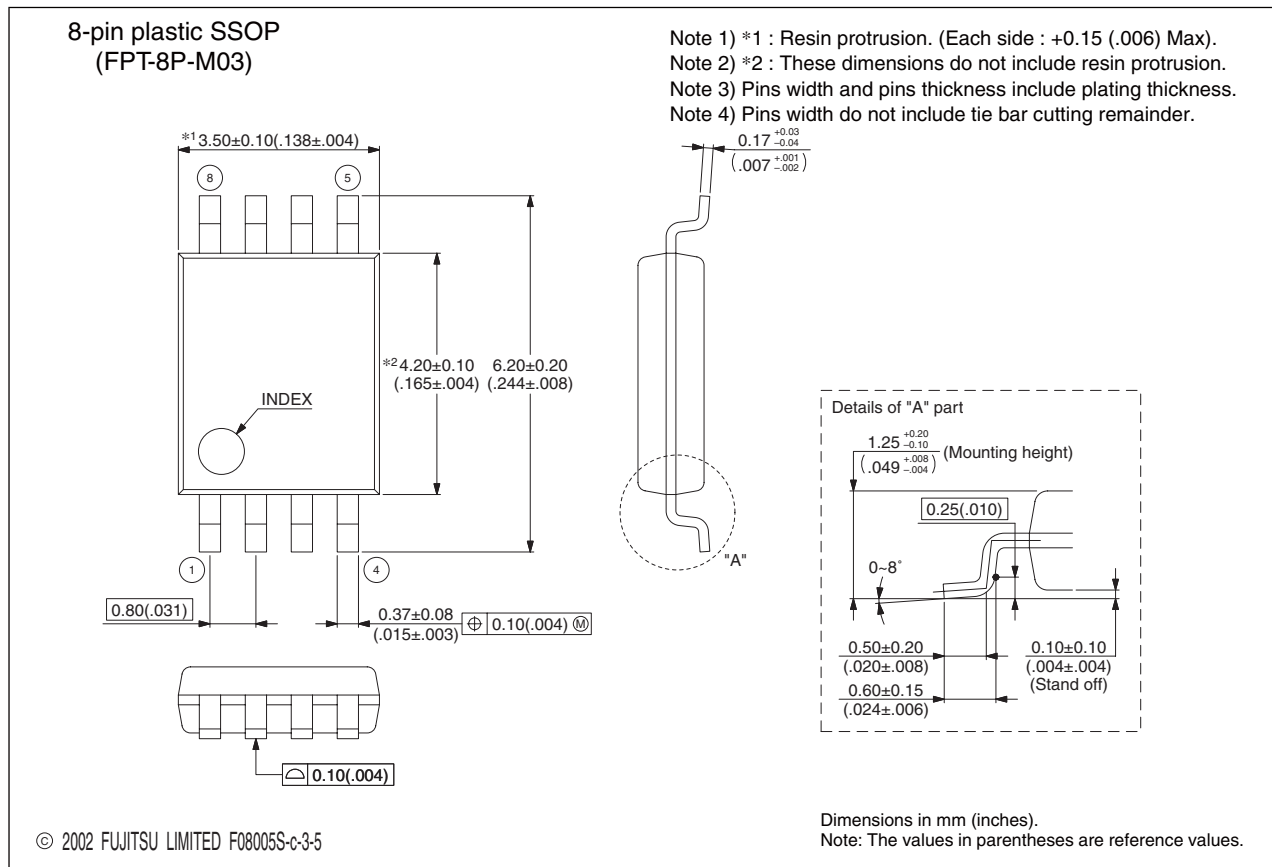 8-pin plastic SSOP
(FPT-8P-M03)
Note 1) *1 : Resin protrusion. (Each side : +0.15 (.006) Max).
Note 2) *2 : These dimensions do not include resin protrusion.
Note 3) Pins width and pins thickness include plating thickness.
Note 4) Pins width do not include tie bar cutting remainder.
*1 3.50±0.10(.138±.004)
0.17 +0.03 −0.04
(.007 +.001 −.002)
8
5
*2 4.20±0.10
(.165±.004)
6.20±0.20
(.244±.008)
INDEX
1
4
"A"
0.80(.031)
0.37±0.08
(.015±.003)
⌖ 0.10(.004) Ⓜ
⌓ 0.10(.004)
Details of "A" part
1.25 +0.20 −0.10
(.049 +.008 −.004)
(Mounting height)
0.25(.010)
0~8°
0.50±0.20
(.020±.008)
0.60±0.15
(.024±.006)
0.10±0.10
(.004±.004)
(Stand off)
© 2002 FUJITSU LIMITED F08005S-c-3-5
Dimensions in mm (inches).
Note: The values in parentheses are reference values.